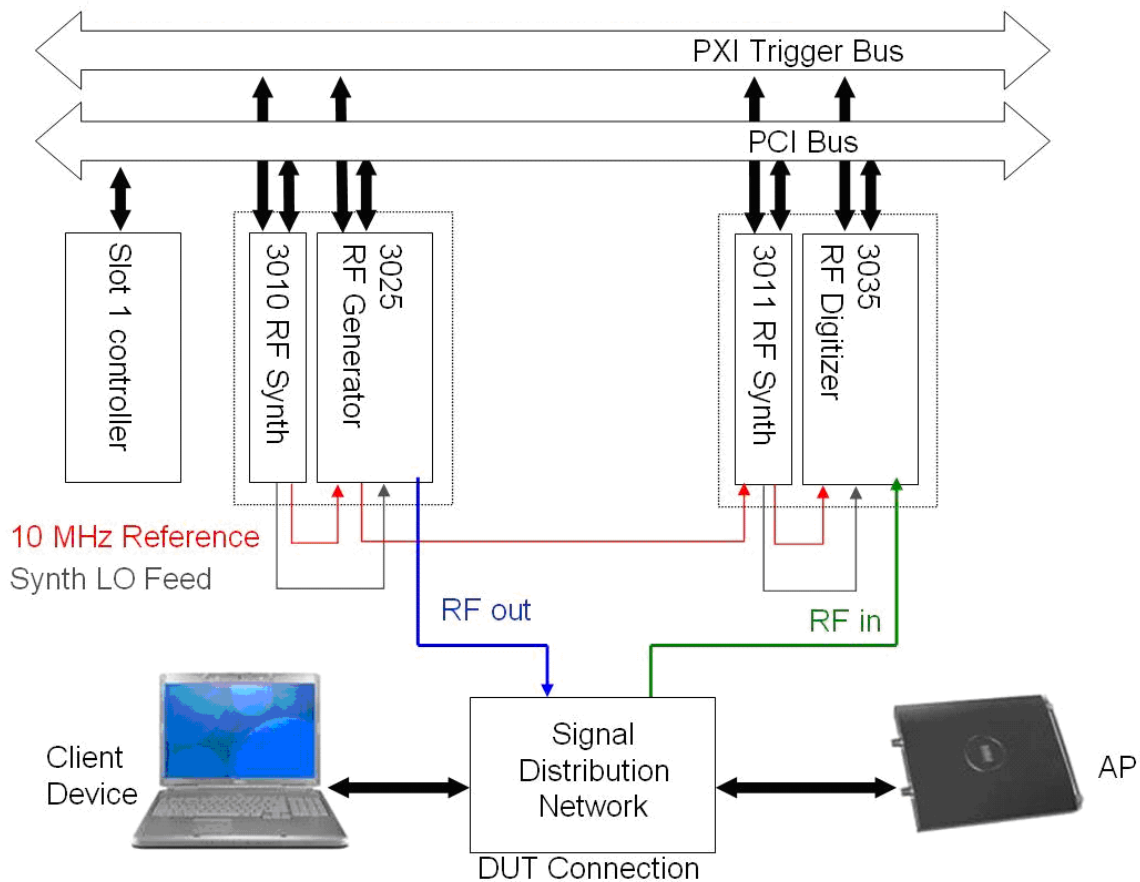 PXI Trigger Bus
PCI Bus
Slot 1 controller
3010 RF Synth
3025
RF Generator
3011 RF Synth
3035
RF Digitizer
10 MHz Reference
Synth LO Feed
RF out
RF in
Client
Device
Signal
Distribution
Network
AP
DUT Connection